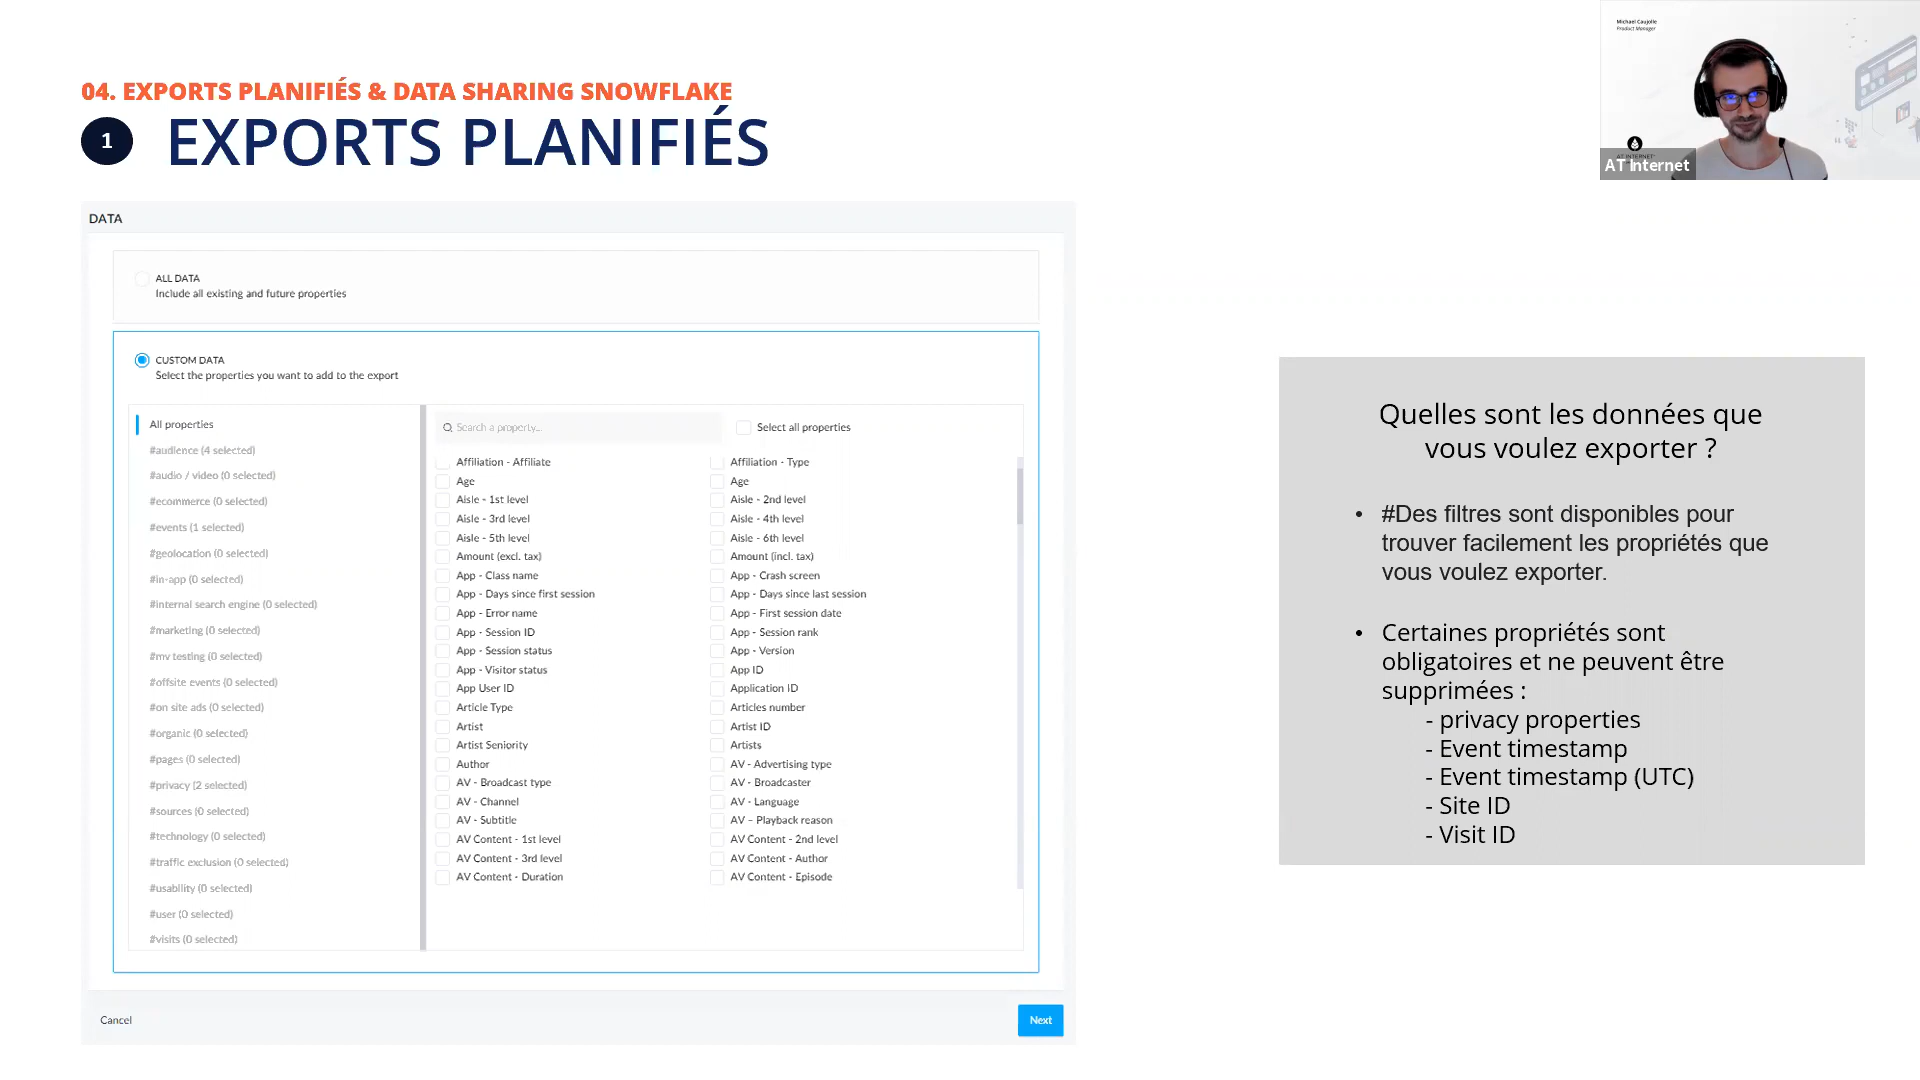 Michael Caujolle
Product Manager
AT Internet
04. EXPORTS PLANIFIÉS & DATA SHARING SNOWFLAKE
1 EXPORTS PLANIFIÉS
DATA
ALL DATA
Include all existing and future properties
CUSTOM DATA
Select the properties you want to add to the export
All properties
#audience (4 selected)
#audio / video (0 selected)
#ecommerce (0 selected)
#events (1 selected)
#geolocation (0 selected)
#in-app (0 selected)
#internal search engine (0 selected)
#marketing (0 selected)
#mv testing (0 selected)
#offsite events (0 selected)
#on site ads (0 selected)
#organic (0 selected)
#pages (0 selected)
#privacy (2 selected)
#sources (0 selected)
#technology (0 selected)
#traffic exclusion (0 selected)
#usability (0 selected)
#user (0 selected)
#visits (0 selected)
Search a property...
Select all properties
Affiliation - Affiliate
Affiliation - Type
Age
Age
Aisle - 1st level
Aisle - 2nd level
Aisle - 3rd level
Aisle - 4th level
Aisle - 5th level
Aisle - 6th level
Amount (excl. tax)
Amount (incl. tax)
App - Class name
App - Crash screen
App - Days since first session
App - Days since last session
App - Error name
App - First session date
App - Session ID
App - Session rank
App - Session status
App - Version
App - Visitor status
App ID
App User ID
Application ID
Article Type
Articles number
Artist
Artist ID
Artist Seniority
Artists
Author
AV - Advertising type
AV - Broadcast type
AV - Broadcaster
AV - Channel
AV - Language
AV - Subtitle
AV – Playback reason
AV Content - 1st level
AV Content - 2nd level
AV Content - 3rd level
AV Content - Author
AV Content - Duration
AV Content - Episode
Cancel
Next
Quelles sont les données que
vous voulez exporter ?
• #Des filtres sont disponibles pour
trouver facilement les propriétés que
vous voulez exporter.
• Certaines propriétés sont
obligatoires et ne peuvent être
supprimées :
- privacy properties
- Event timestamp
- Event timestamp (UTC)
- Site ID
- Visit ID